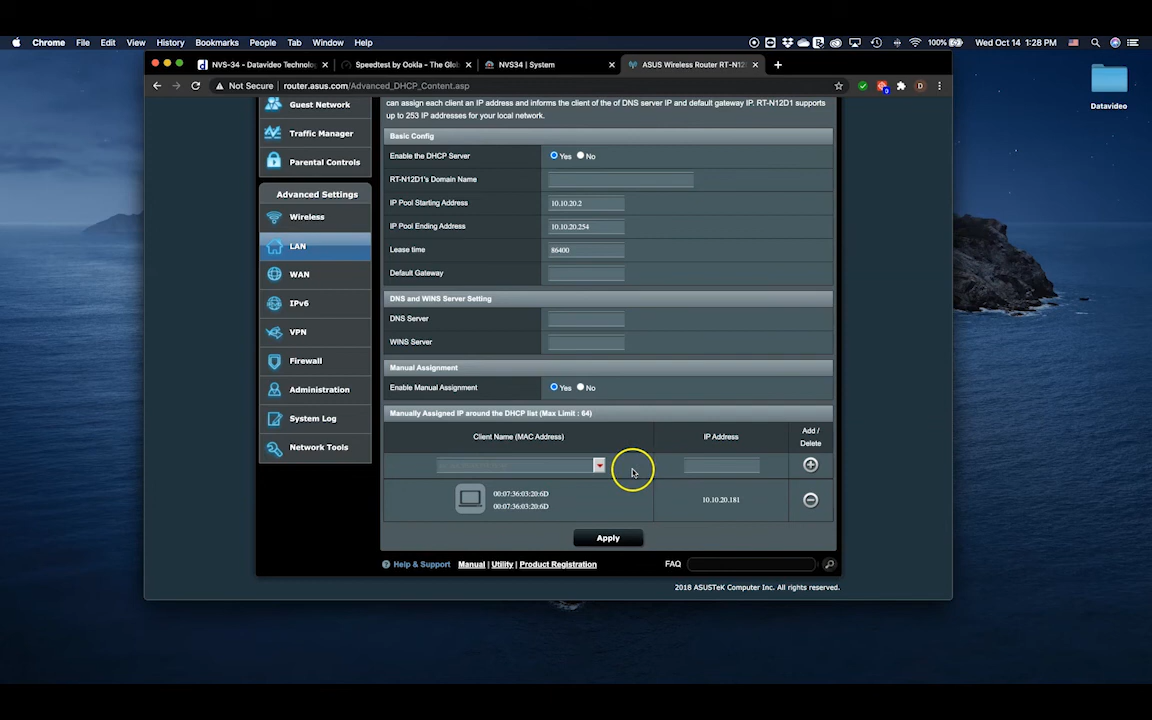 Chrome File Edit View History Bookmarks People Tab Window Help 100% Wed Oct 14 1:28 PM
NVS-34 - Datavideo Technolog Speedtest by Ookla - The Glob NVS34 | System ASUS Wireless Router RT-N12
Not Secure router.asus.com/Advanced_DHCP_Content.asp
Datavideo
Guest Network
Traffic Manager
Parental Controls
Advanced Settings
Wireless
LAN
WAN
IPv6
VPN
Firewall
Administration
System Log
Network Tools
can assign each client an IP address and informs the client of the of DNS server IP and default gateway IP. RT-N12D1 supports
up to 253 IP addresses for your local network.
Basic Config
Enable the DHCP Server Yes No
RT-N12D1's Domain Name
IP Pool Starting Address 10.10.20.2
IP Pool Ending Address 10.10.20.254
Lease time 86400
Default Gateway
DNS and WINS Server Setting
DNS Server
WINS Server
Manual Assignment
Enable Manual Assignment Yes No
Manually Assigned IP around the DHCP list (Max Limit : 64)
Client Name (MAC Address) IP Address Add /
Delete
00:07:36:03:20:6D
00:07:36:03:20:6D
10.10.20.181
Apply
Help & Support Manual | Utility | Product Registration FAQ
2018 ASUSTeK Computer Inc. All rights reserved.